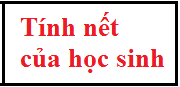 Tính nết
của học sinh